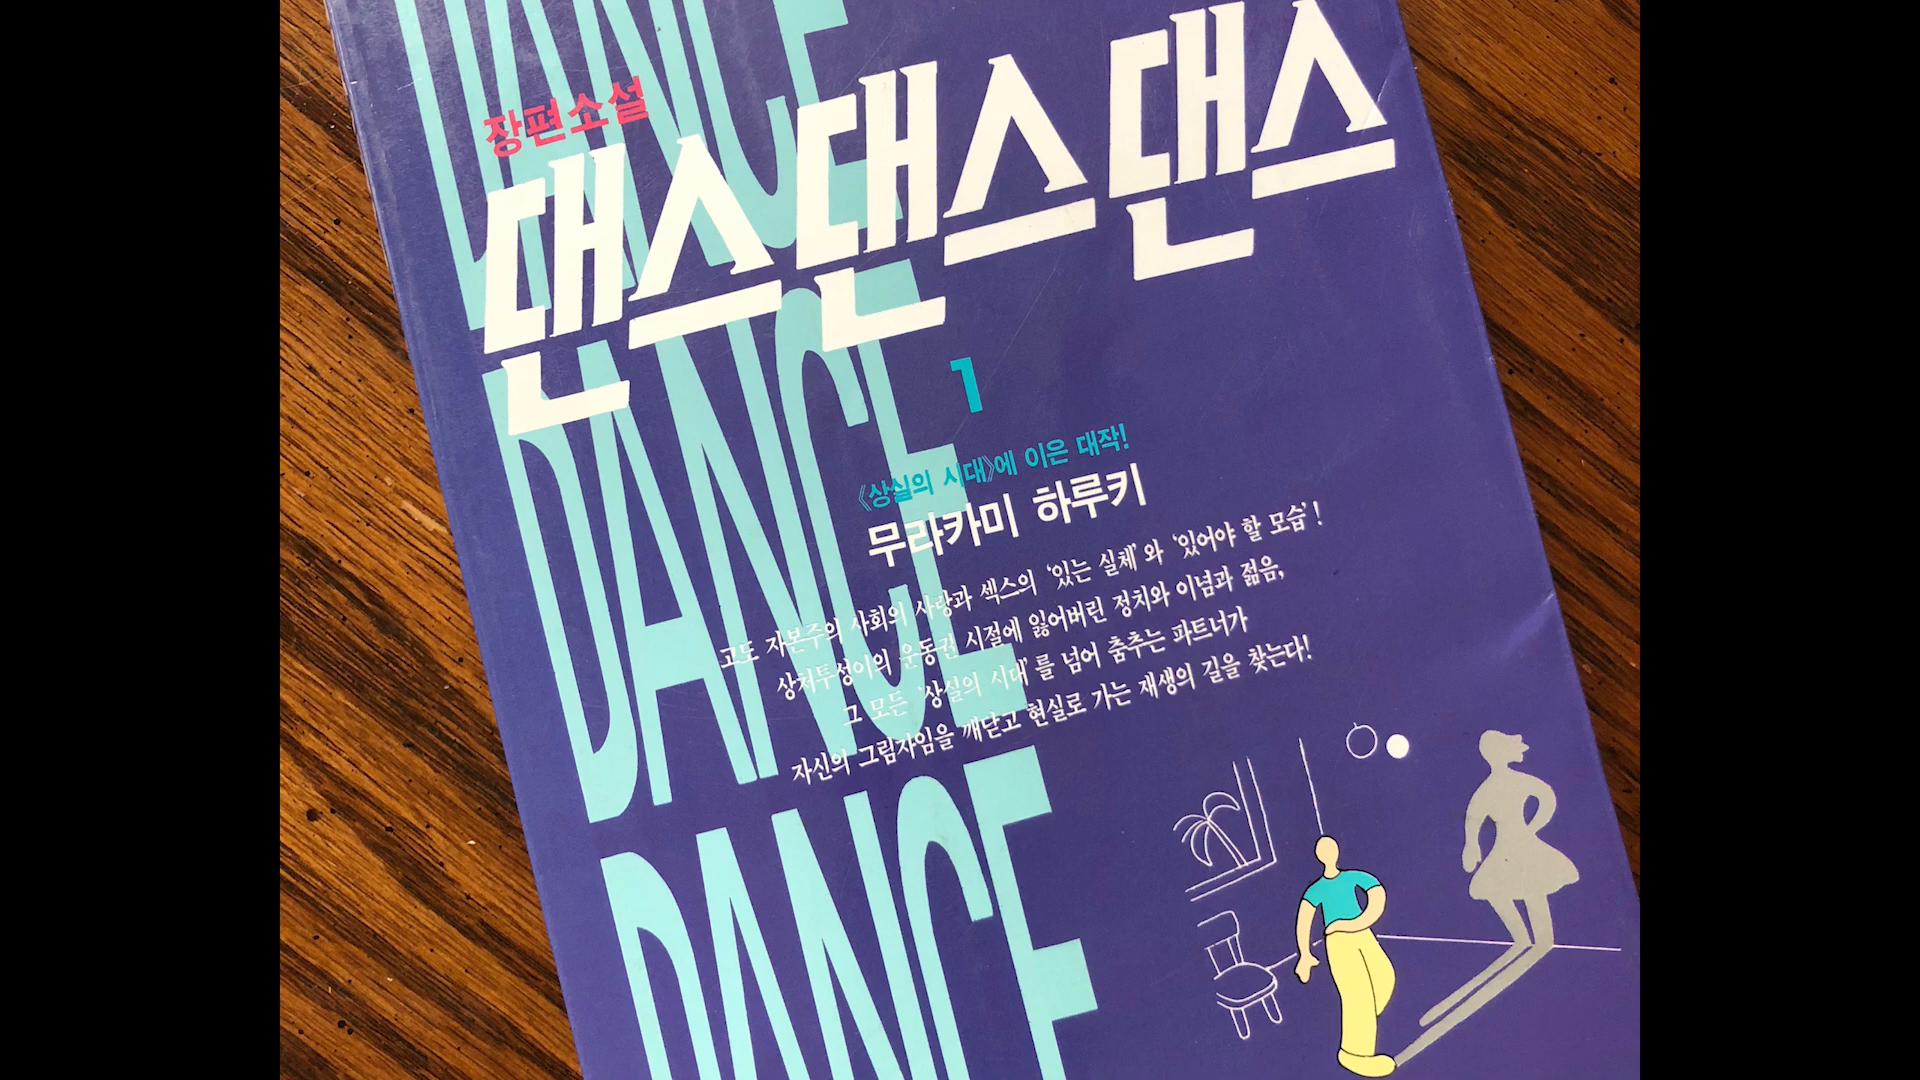 DANCE
장편소설
댄스 댄스 댄스
1
DANCE
《상실의 시대》에 이은 대작!
무라카미 하루키
고도 자본주의 사회의 사랑과 섹스의 '있는 실체'와 '있어야 할 모습'!
상처투성이의 운동권 시절에 잃어버린 정치와 이념과 젊음,
그 모든 '상실의 시대'를 넘어 춤추는 파트너가
자신의 그림자임을 깨닫고 현실로 가는 재생의 길을 찾는다!
DANCE